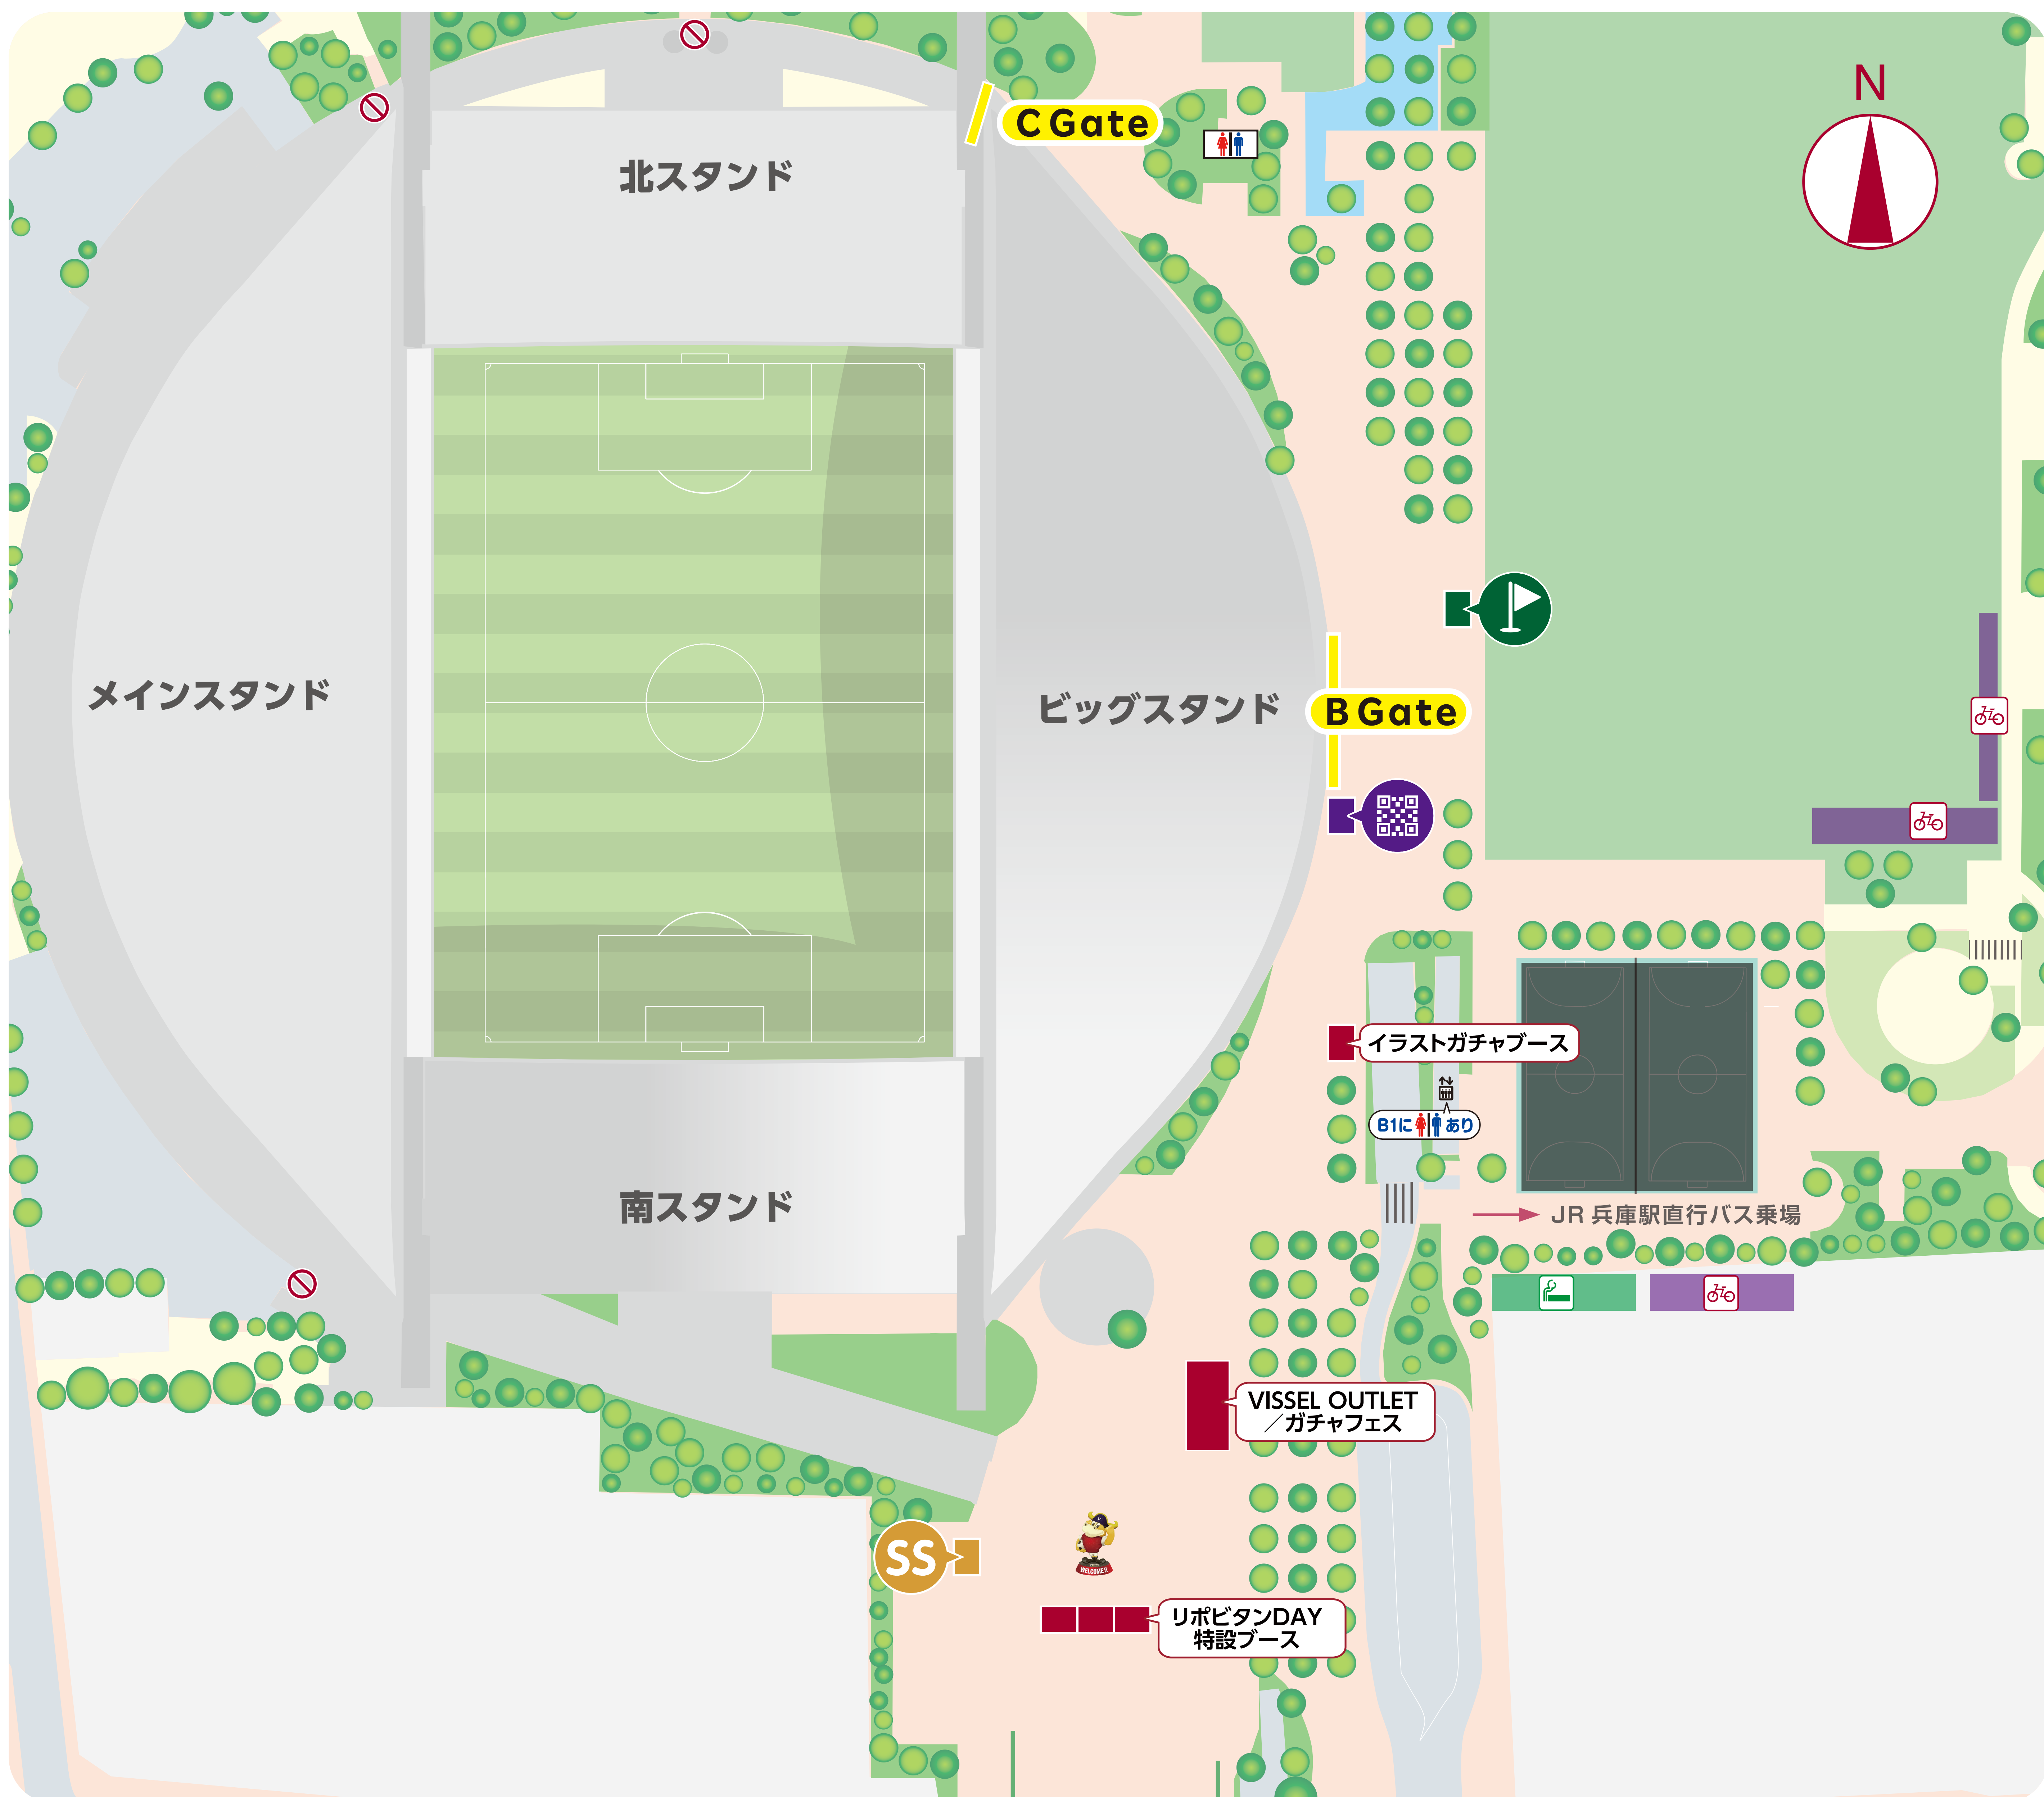 N
C Gate
北スタンド
メインスタンド
ビッグスタンド
B Gate
イラストガチャブース
B1に
あり
南スタンド
JR 兵庫駅直行バス乗場
VISSEL OUTLET
／ガチャフェス
SS
WELCOME!!
リポビタンDAY
特設ブース